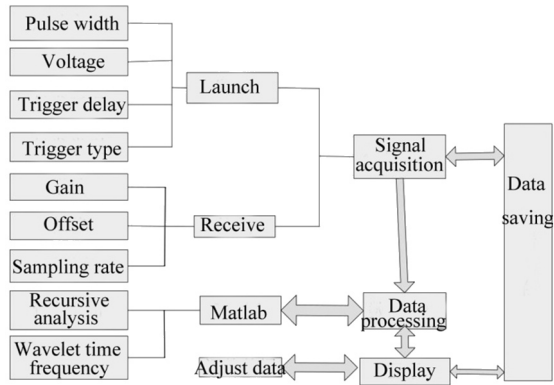 Pulse width
Voltage
Trigger delay
Trigger type
Launch
Gain
Offset
Sampling rate
Receive
Signal
acquisition
Data
saving
Recursive
analysis
Wavelet time
frequency
Matlab
Data
processing
Adjust data
Display